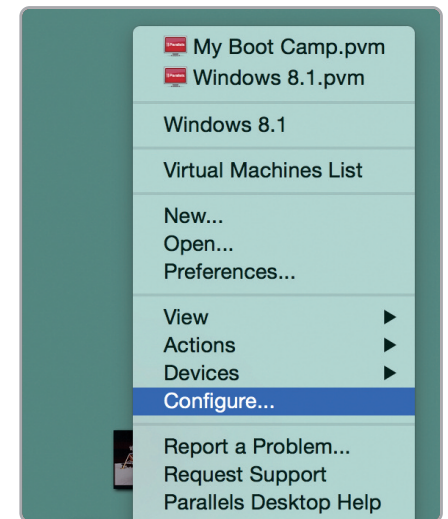 My Boot Camp.pvm
Windows 8.1.pvm
Windows 8.1
Virtual Machines List
New...
Open...
Preferences...
View
Actions
Devices
Configure...
Report a Problem...
Request Support
Parallels Desktop Help